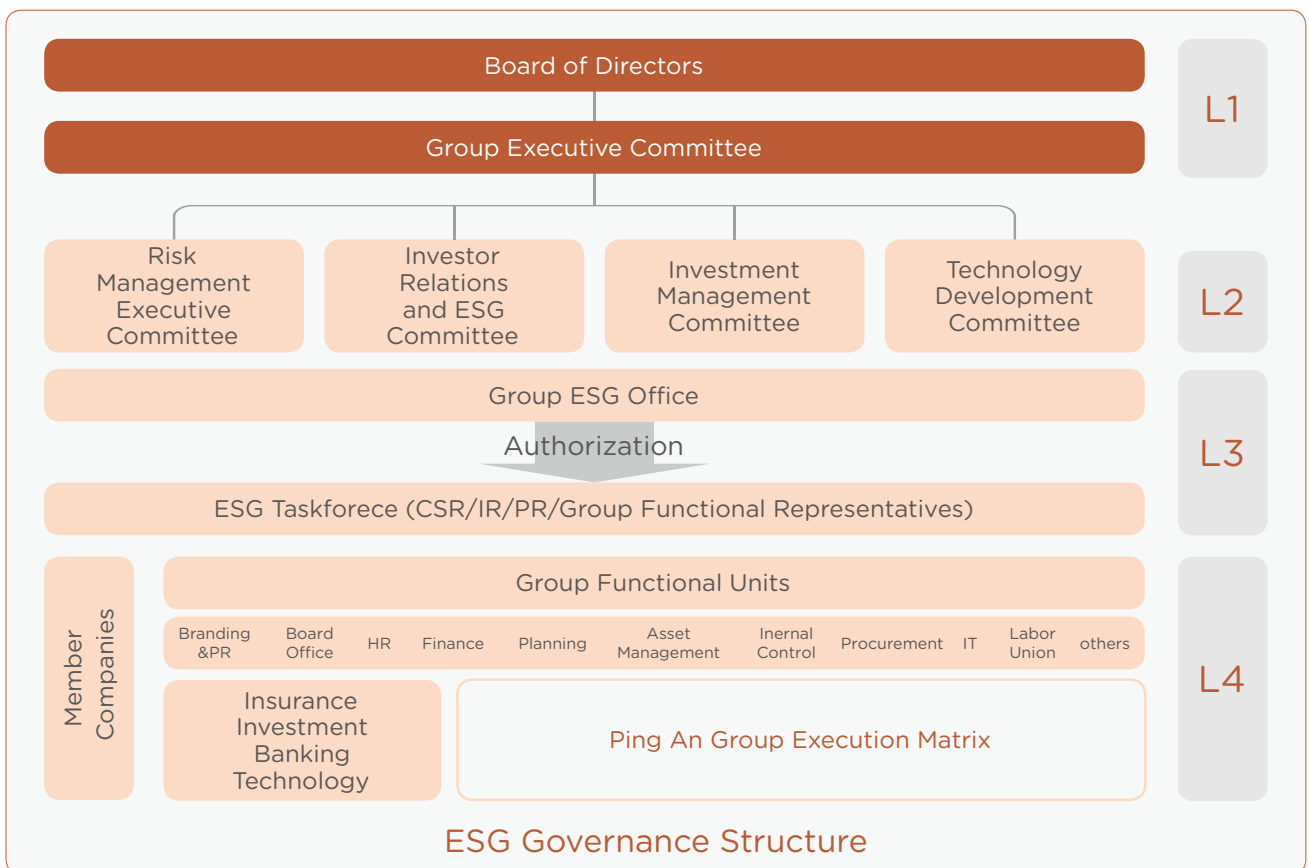 Board of Directors
L1
Group Executive Committee
Risk
Management
Executive
Committee
Investor
Relations
and ESG
Committee
Investment
Management
Committee
Technology
Development
Committee
L2
Group ESG Office
Authorization
L3
ESG Taskforece (CSR/IR/PR/Group Functional Representatives)
Member
Companies
Group Functional Units
Branding
&PR
Board
Office
HR
Finance
Planning
Asset
Management
Inernal
Control
Procurement
IT
Labor
Union
others
L4
Insurance
Investment
Banking
Technology
Ping An Group Execution Matrix
ESG Governance Structure